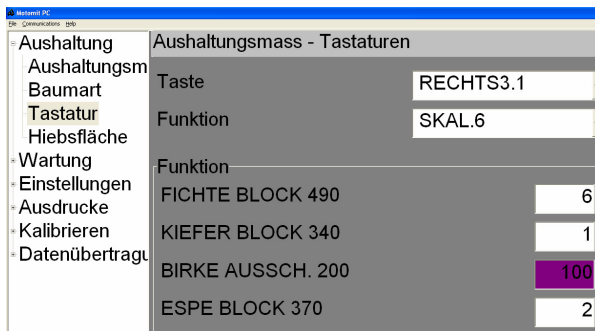 Motomit PC
File Communications Help
Aushaltung
Aushaltungsm
Baumart
Tastatur
Hiebsfläche
Wartung
Einstellungen
Ausdrucke
Kalibrieren
Datenübertragu
Aushaltungsmass - Tastaturen
Taste RECHTS3.1
Funktion SKAL.6
Funktion
FICHTE BLOCK 490 6
KIEFER BLOCK 340 1
BIRKE AUSSCH. 200 100
ESPE BLOCK 370 2